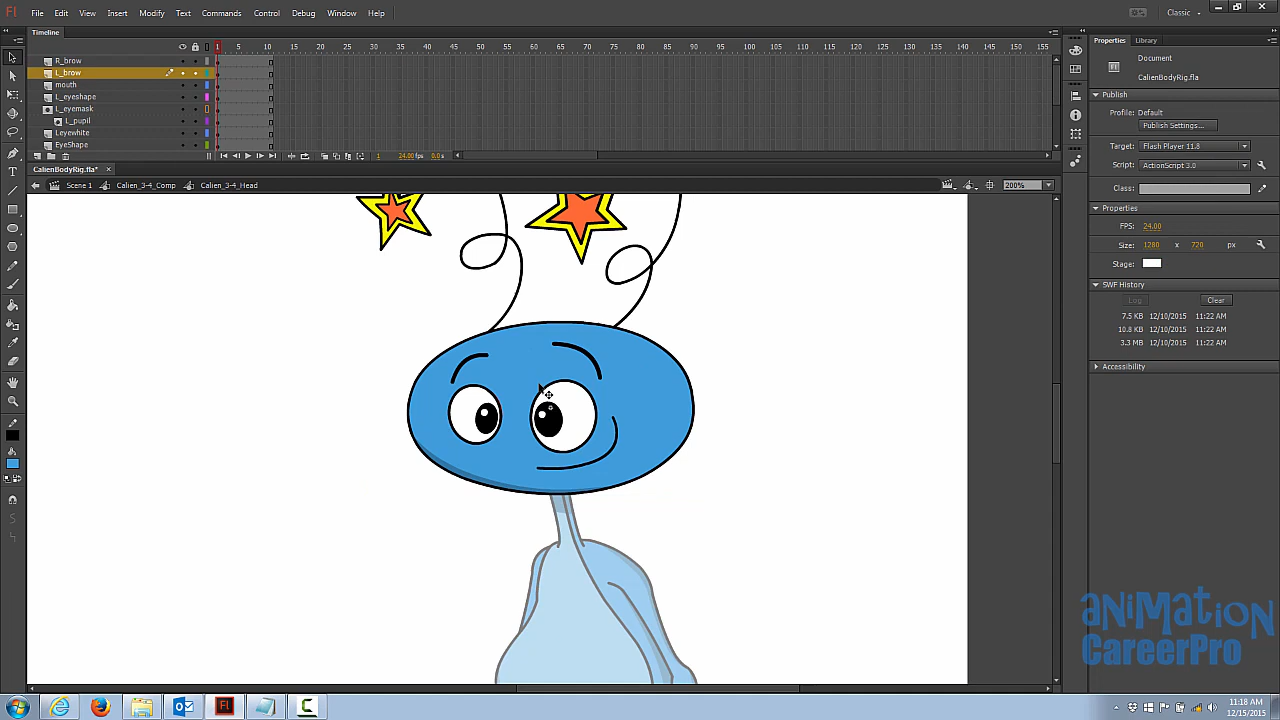 Fl File Edit View Insert Modify Text Commands Control Debug Window Help Classic
Timeline
1 5 10 15 20 25 30 35 40 45 50 55 60 65 70 75 80 85 90 95 100 105 110 115 120 125 130 135 140 145 150 155
R_brow
L_brow
mouth
L_eyeshape
L_eyemask
L_pupil
Leyewhite
EyeShape
1 24.00 fps 0.0 s
CalienBodyRig.fla* ×
Scene 1 Calien_3-4_Comp Calien_3-4_Head 200%
Properties Library
Document
CalienBodyRig.fla
Publish
Profile: Default
Publish Settings...
Target: Flash Player 11.8
Script: ActionScript 3.0
Class:
Properties
FPS: 24.00
Size: 1280 x 720 px
Stage:
SWF History
Log Clear
7.5 KB 12/10/2015 11:22 AM
10.8 KB 12/10/2015 11:22 AM
3.3 MB 12/10/2015 11:22 AM
Accessibility
aNiMatioN
CareerPro
11:18 AM
12/15/2015